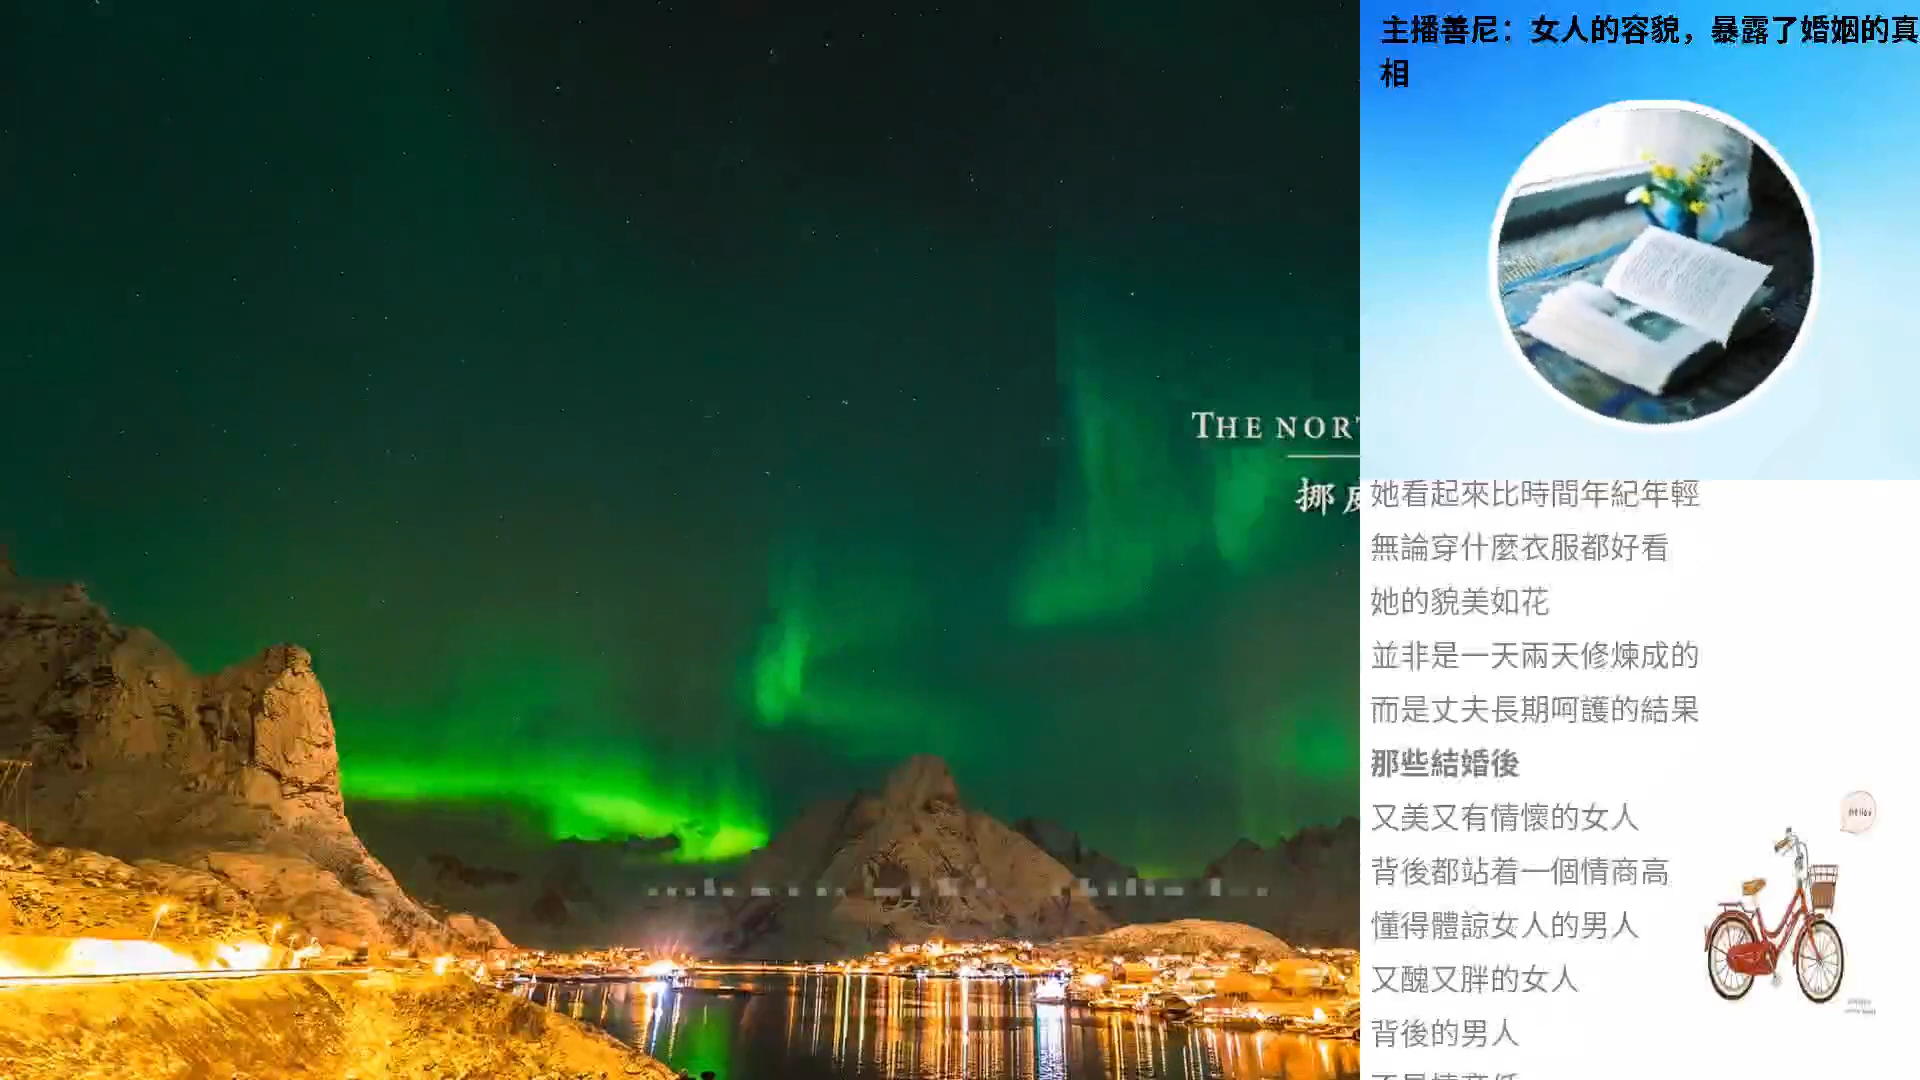 主播善尼：女人的容貌，暴露了婚姻的真
相
THE NOR
挪
她看起來比時間年紀年輕
無論穿什麼衣服都好看
她的貌美如花
並非是一天兩天修煉成的
而是丈夫長期呵護的結果
那些結婚後
又美又有情懷的女人
背後都站着一個情商高
懂得體諒女人的男人
又醜又胖的女人
背後的男人